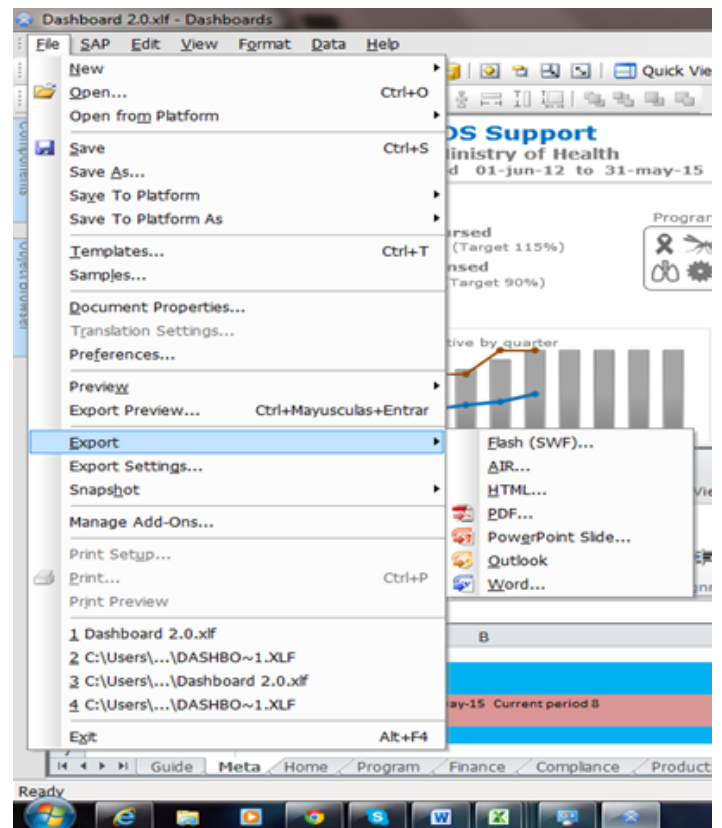 Dashboard 2.0.xlf - Dashboards
File SAP Edit View Format Data Help
New
Quick Vie
Open... Ctrl+O
Open from Platform
Components
OS Support
Save Ctrl+S
linistry of Health
Save As...
d 01-jun-12 to 31-may-15
Save To Platform
Save To Platform As
Program
rsed
(Target 115%)
Templates... Ctrl+T
nsed
Samples...
Target 90%)
Object Browser
Document Properties...
Translation Settings...
Preferences...
tive by quarter
Preview
Export Preview... Ctrl+Mayusculas+Entrar
Export
Flash (SWF)...
Export Settings...
AIR...
Snapshot
HTML...
Vie
Manage Add-Ons...
PDF...
PowerPoint Slide...
Print Setup...
Outlook
Print... Ctrl+P
Word...
Print Preview
1 Dashboard 2.0.xlf
B
2 C:\Users\...\DASHBO~1.XLF
3 C:\Users\...\Dashboard 2.0.xlf
4 C:\Users\...\DASHBO~1.XLF
ay-15 Current period 8
Exit Alt+F4
7
Guide Meta Home Program Finance Compliance Product
Ready